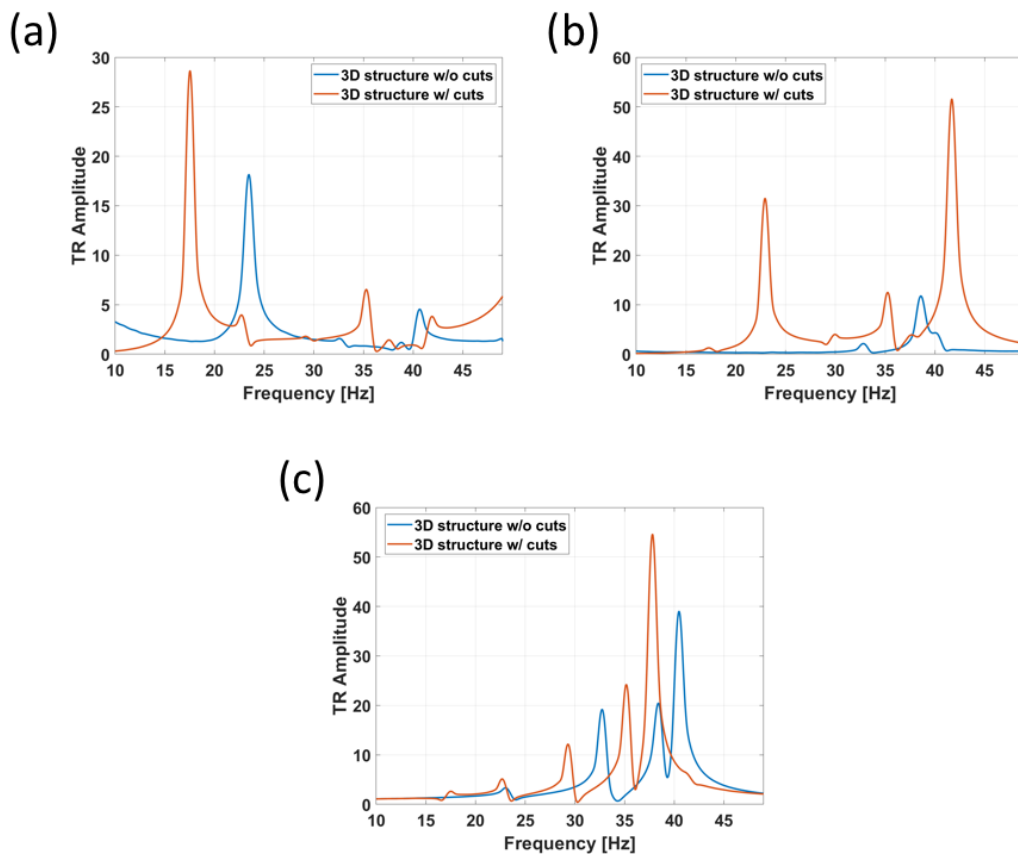 (a)
30
25
20
15
10
5
0
TR Amplitude
3D structure w/o cuts
3D structure w/ cuts
10 15 20 25 30 35 40 45
Frequency [Hz]
(b)
60
50
40
30
20
10
0
TR Amplitude
3D structure w/o cuts
3D structure w/ cuts
10 15 20 25 30 35 40 45
Frequency [Hz]
(c)
60
50
40
30
20
10
0
TR Amplitude
3D structure w/o cuts
3D structure w/ cuts
10 15 20 25 30 35 40 45
Frequency [Hz]